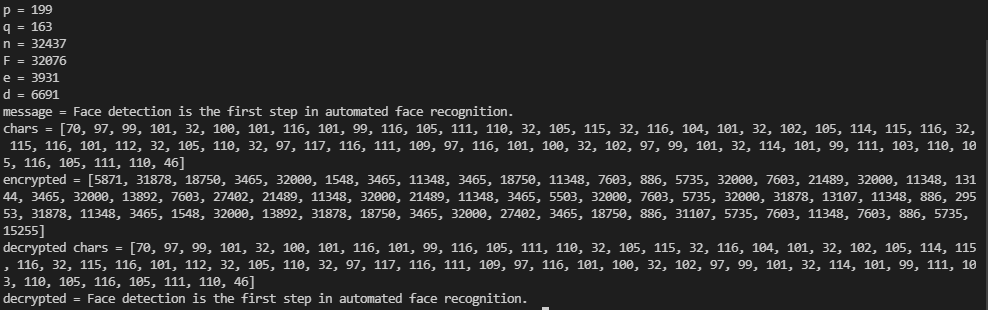 p = 199
q = 163
n = 32437
F = 32076
e = 3931
d = 6691
message = Face detection is the first step in automated face recognition.
chars = [70, 97, 99, 101, 32, 100, 101, 116, 101, 99, 116, 105, 111, 110, 32, 105, 115, 32, 116, 104, 101, 32, 102, 105, 114, 115, 116, 32,
 115, 116, 101, 112, 32, 105, 110, 32, 97, 117, 116, 111, 109, 97, 116, 101, 100, 32, 102, 97, 99, 101, 32, 114, 101, 99, 111, 103, 110, 10
5, 116, 105, 111, 110, 46]
encrypted = [5871, 31878, 18750, 3465, 32000, 1548, 3465, 11348, 3465, 18750, 11348, 7603, 886, 5735, 32000, 7603, 21489, 32000, 11348, 131
44, 3465, 32000, 13892, 7603, 27402, 21489, 11348, 32000, 21489, 11348, 3465, 5503, 32000, 7603, 5735, 32000, 31878, 13107, 11348, 886, 295
53, 31878, 11348, 3465, 1548, 32000, 13892, 31878, 18750, 3465, 32000, 27402, 3465, 18750, 886, 31107, 5735, 7603, 11348, 7603, 886, 5735,
15255]
decrypted chars = [70, 97, 99, 101, 32, 100, 101, 116, 101, 99, 116, 105, 111, 110, 32, 105, 115, 32, 116, 104, 101, 32, 102, 105, 114, 115
, 116, 32, 115, 116, 101, 112, 32, 105, 110, 32, 97, 117, 116, 111, 109, 97, 116, 101, 100, 32, 102, 97, 99, 101, 32, 114, 101, 99, 111, 10
3, 110, 105, 116, 105, 111, 110, 46]
decrypted = Face detection is the first step in automated face recognition.